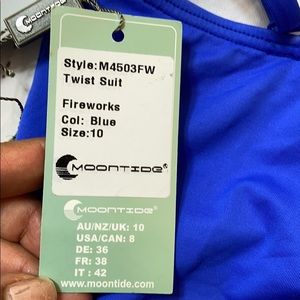 MOONTIDE
Style:M4503FW
Twist Suit
Fireworks
Col: Blue
Size:10
MOONTIDE®
MOONTIDE®
AU/NZ/UK: 10
USA/CAN: 8
DE: 36
FR: 38
IT : 42
www.moontide.com